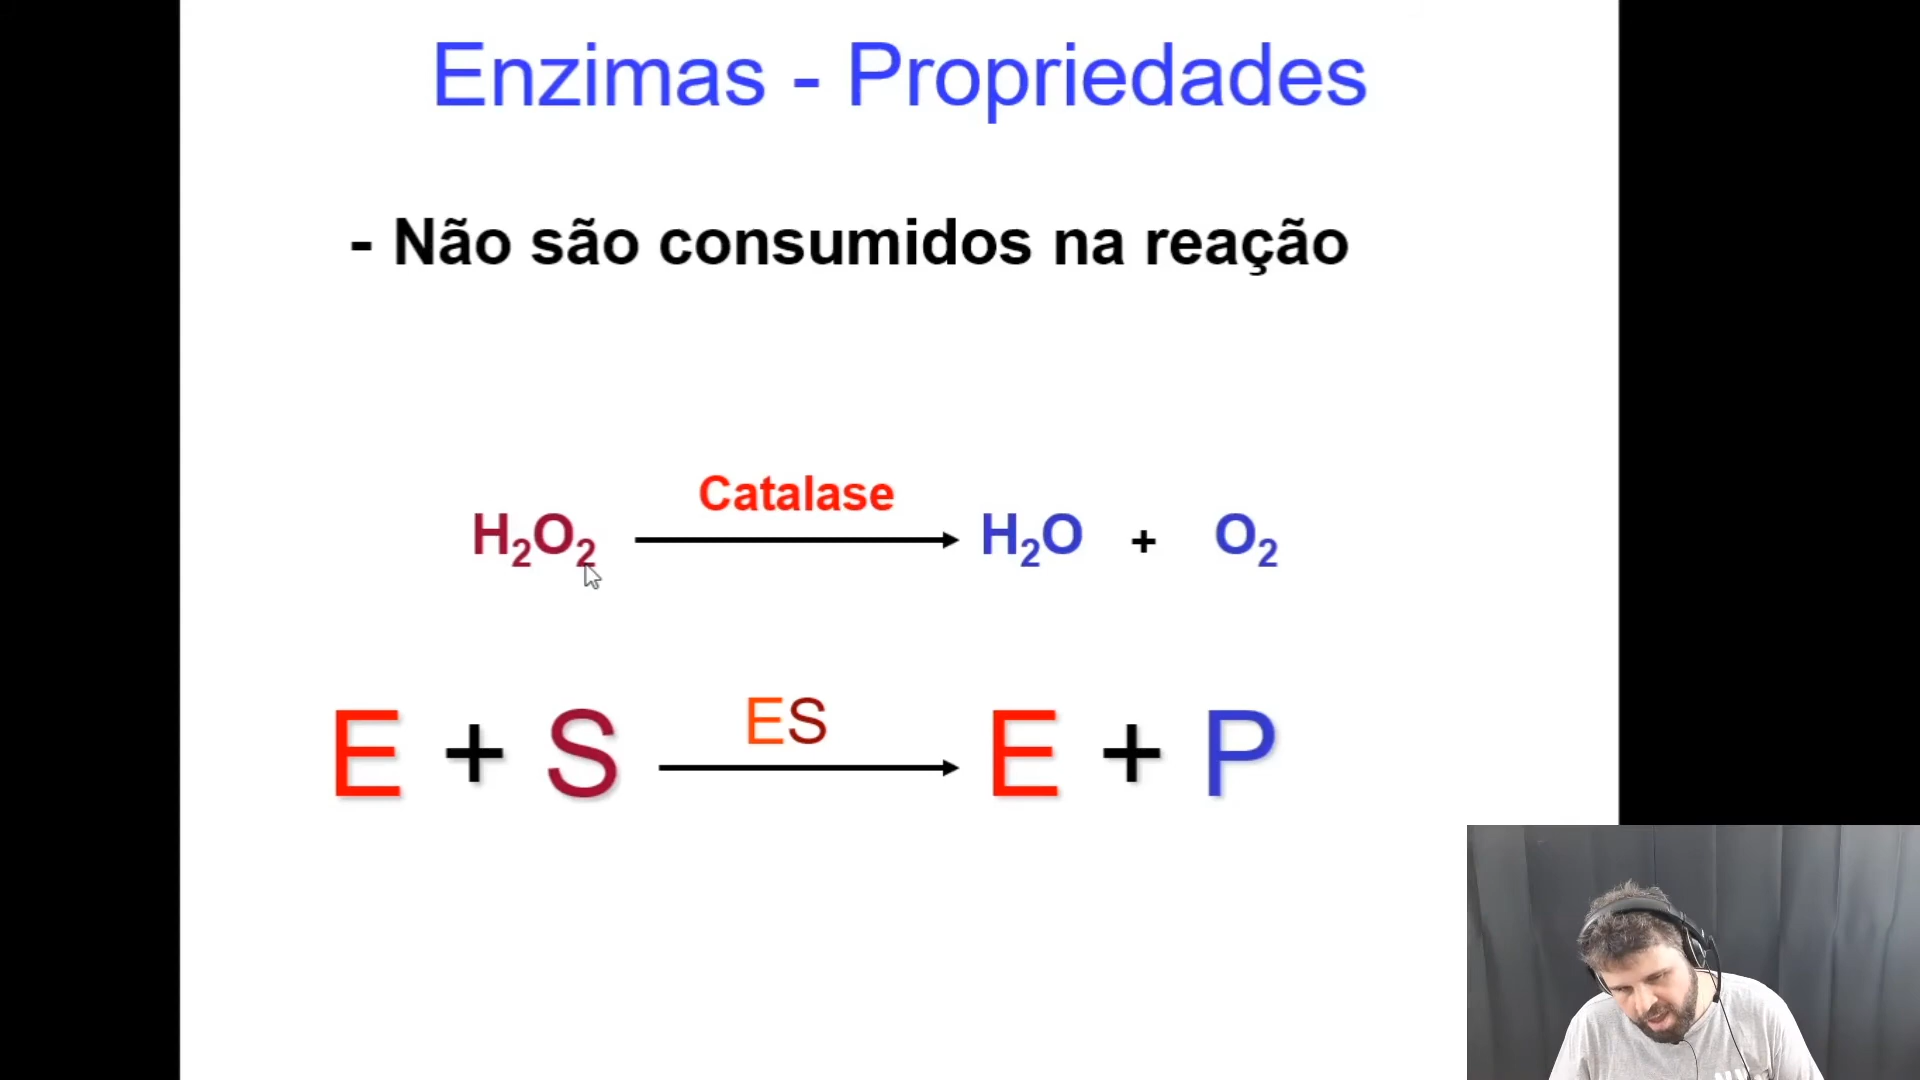 Enzimas - Propriedades
- Não são consumidos na reação
Catalase
H₂O₂ → H₂O + O₂
ES
E + S → E + P